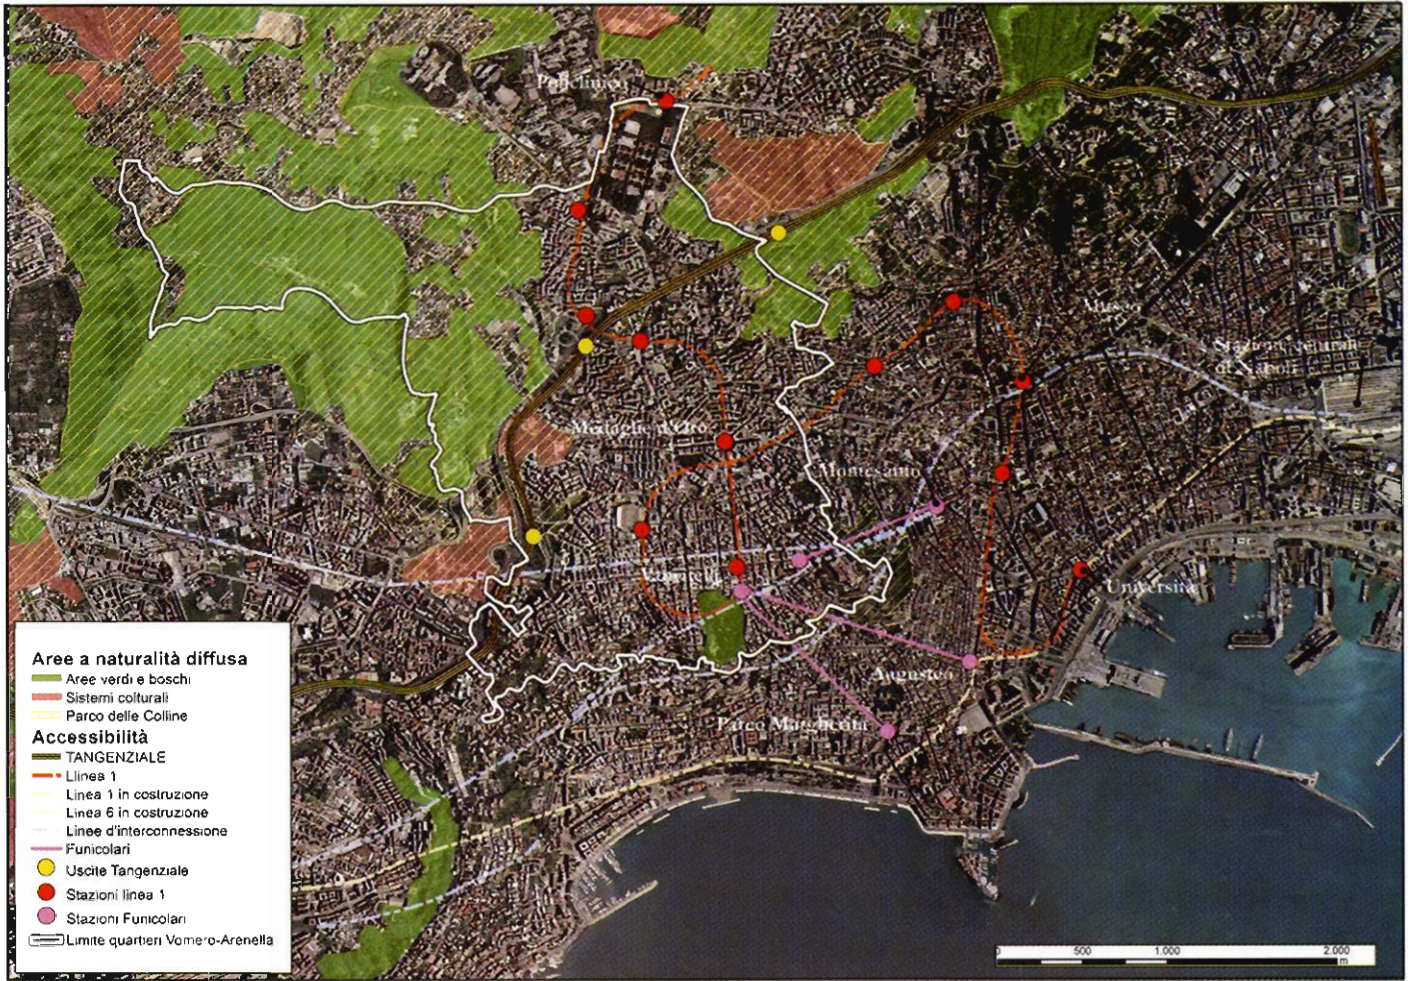 Policlinico
Museo
Stazione centrale
di Napoli
Medaglie d'Oro
Montesanto
Vanvitelli
Università
Augusteo
Parco Margherita
Aree a naturalità diffusa
Aree verdi e boschi
Sistemi colturali
Parco delle Colline
Accessibilità
TANGENZIALE
Llinea 1
Linea 1 in costruzione
Linea 6 in costruzione
Linee d'interconnessione
Funicolari
Uscite Tangenziale
Stazioni linea 1
Stazioni Funicolari
Limite quartieri Vomero-Arenella
0 500 1.000 2.000
m